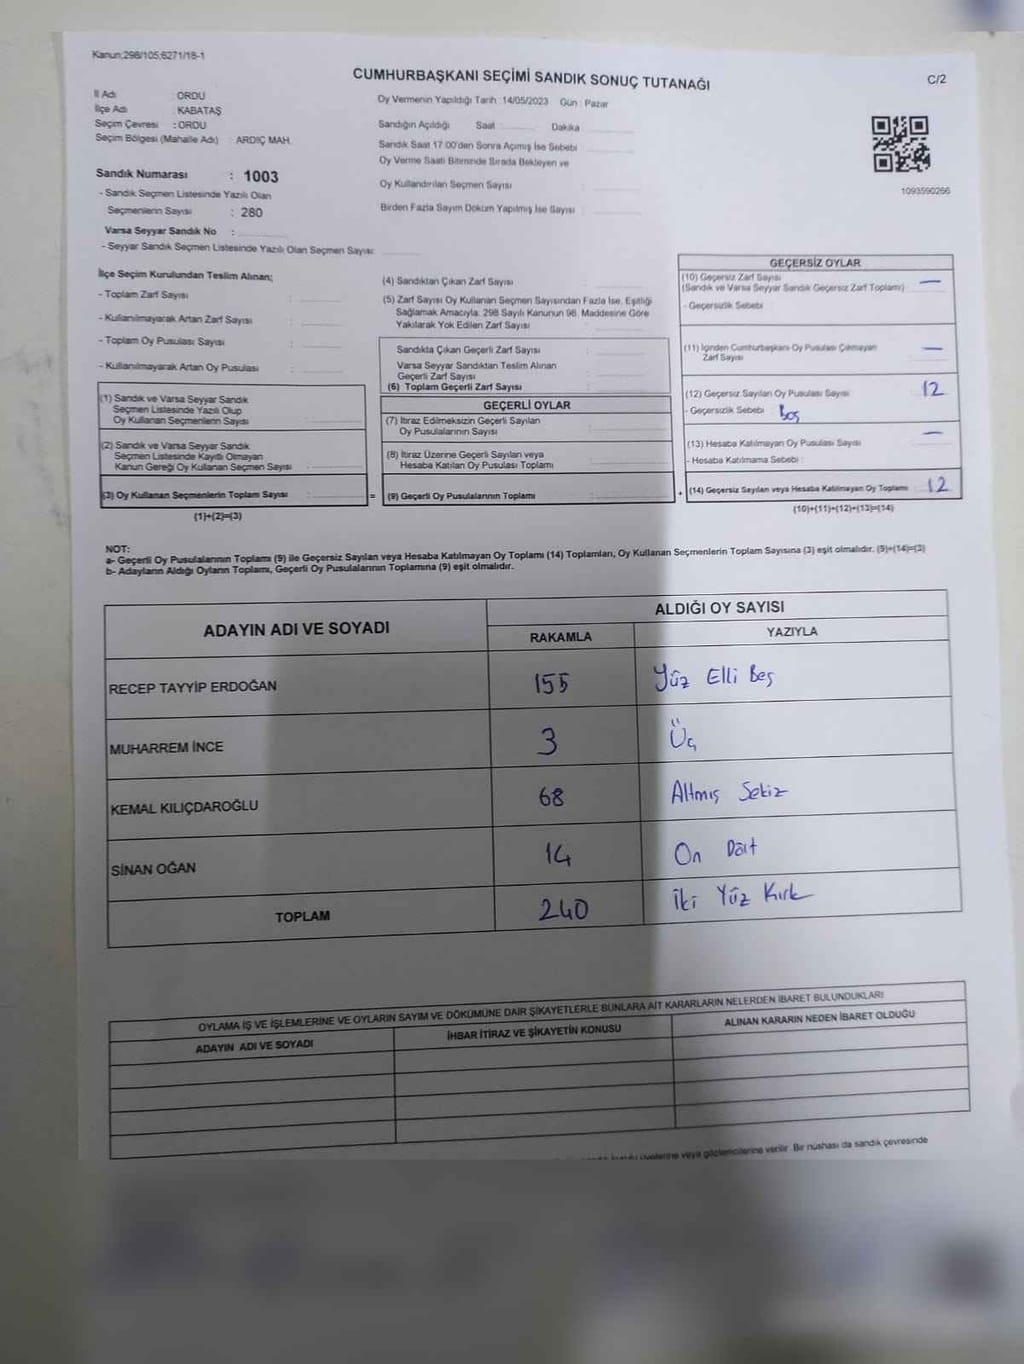 Kanun;298/105;6271/18-1
CUMHURBAŞKANI SEÇİMİ SANDIK SONUÇ TUTANAĞI
C/2
İl Adı : ORDU
İlçe Adı : KABATAŞ
Seçim Çevresi : ORDU
Seçim Bölgesi (Mahalle Adı) : ARDIÇ MAH.
Sandık Numarası : 1003
- Sandık Seçmen Listesinde Yazılı Olan
Seçmenlerin Sayısı : 280
Varsa Seyyar Sandık No :
- Seyyar Sandık Seçmen Listesinde Yazılı Olan Seçmen Sayısı:
Oy Vermenin Yapıldığı Tarih : 14/05/2023 Gün : Pazar
Sandığın Açıldığı Saat Dakika
Sandık Saat 17:00'den Sonra Açmış İse Sebebi
Oy Verme Saati Bitiminde Sırada Bekleyen ve
Oy Kullandırılan Seçmen Sayısı :
Birden Fazla Sayım Döküm Yapılmış İse Sayısı :
1093590266
İlçe Seçim Kurulundan Teslim Alınan;
- Toplam Zarf Sayısı :
- Kullanılmayarak Artan Zarf Sayısı :
- Toplam Oy Pusulası Sayısı :
- Kullanılmayarak Artan Oy Pusulası :
(1) Sandık ve Varsa Seyyar Sandık
Seçmen Listesinde Yazılı Olup
Oy Kullanan Seçmenlerin Sayısı :
(2) Sandık ve Varsa Seyyar Sandık
Seçmen Listesinde Kayıtlı Olmayan
Kanun Gereği Oy Kullanan Seçmen Sayısı :
(3) Oy Kullanan Seçmenlerin Toplam Sayısı :
(1)+(2)=(3)
(4) Sandıktan Çıkan Zarf Sayısı :
(5) Zarf Sayısı Oy Kullanan Seçmen Sayısından Fazla İse, Eşitliği
Sağlamak Amacıyla, 298 Sayılı Kanunun 98. Maddesine Göre
Yakılarak Yok Edilen Zarf Sayısı :
Sandıkta Çıkan Geçerli Zarf Sayısı :
Varsa Seyyar Sandıktan Teslim Alınan
Geçerli Zarf Sayısı :
(6) Toplam Geçerli Zarf Sayısı :
GEÇERLİ OYLAR
(7) İtiraz Edilmeksizin Geçerli Sayılan
Oy Pusulalarının Sayısı :
(8) İtiraz Üzerine Geçerli Sayılan veya
Hesaba Katılan Oy Pusulası Toplamı :
= (9) Geçerli Oy Pusulalarının Toplamı :
GEÇERSİZ OYLAR
(10) Geçersiz Zarf Sayısı —
(Sandık ve Varsa Seyyar Sandık Geçersiz Zarf Toplamı)
- Geçersizlik Sebebi
(11) İçinden Cumhurbaşkanı Oy Pusulası Çıkmayan —
Zarf Sayısı
(12) Geçersiz Sayılan Oy Pusulası Sayısı 12
- Geçersizlik Sebebi Boş
(13) Hesaba Katılmayan Oy Pusulası Sayısı —
- Hesaba Katılmama Sebebi :
+ (14) Geçersiz Sayılan veya Hesaba Katılmayan Oy Toplamı 12
(10)+(11)+(12)+(13)=(14)
NOT:
a- Geçerli Oy Pusulalarının Toplamı (9) ile Geçersiz Sayılan veya Hesaba Katılmayan Oy Toplamı (14) Toplamları, Oy Kullanan Seçmenlerin Toplam Sayısına (3) eşit olmalıdır. (9)+(14)=(3)
b- Adayların Aldığı Oyların Toplamı, Geçerli Oy Pusulalarının Toplamına (9) eşit olmalıdır.
ADAYIN ADI VE SOYADI
ALDIĞI OY SAYISI
RAKAMLA YAZIYLA
RECEP TAYYİP ERDOĞAN 155 Yüz Elli Beş
MUHARREM İNCE 3 Üç
KEMAL KILIÇDAROĞLU 68 Altmış Sekiz
SİNAN OĞAN 14 On Dört
TOPLAM 240 İki Yüz Kırk
OYLAMA İŞ VE İŞLEMLERİNE VE OYLARIN SAYIM VE DÖKÜMÜNE DAİR ŞİKAYETLERLE BUNLARA AİT KARARLARIN NELERDEN İBARET BULUNDUKLARI
ADAYIN ADI VE SOYADI İHBAR İTİRAZ VE ŞİKAYETİN KONUSU ALINAN KARARIN NEDEN İBARET OLDUĞU
üyelerine veya gözlemcilerine verilir. Bir nüshası da sandık çevresinde